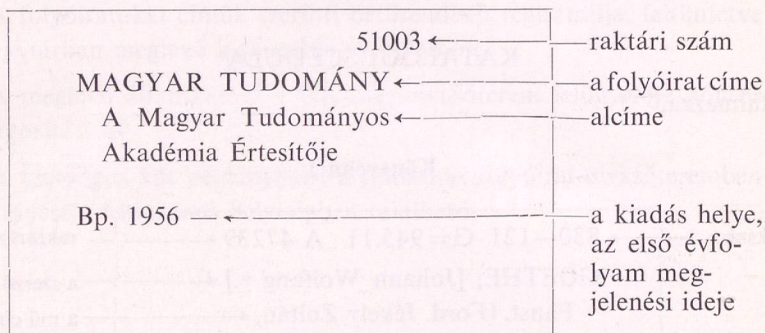 51003 raktári szám
MAGYAR TUDOMÁNY a folyóirat címe
A Magyar Tudományos alcíme
Akadémia Értesítője
Bp. 1956 a kiadás helye,
az első évfo-
lyam meg-
jelenési ideje